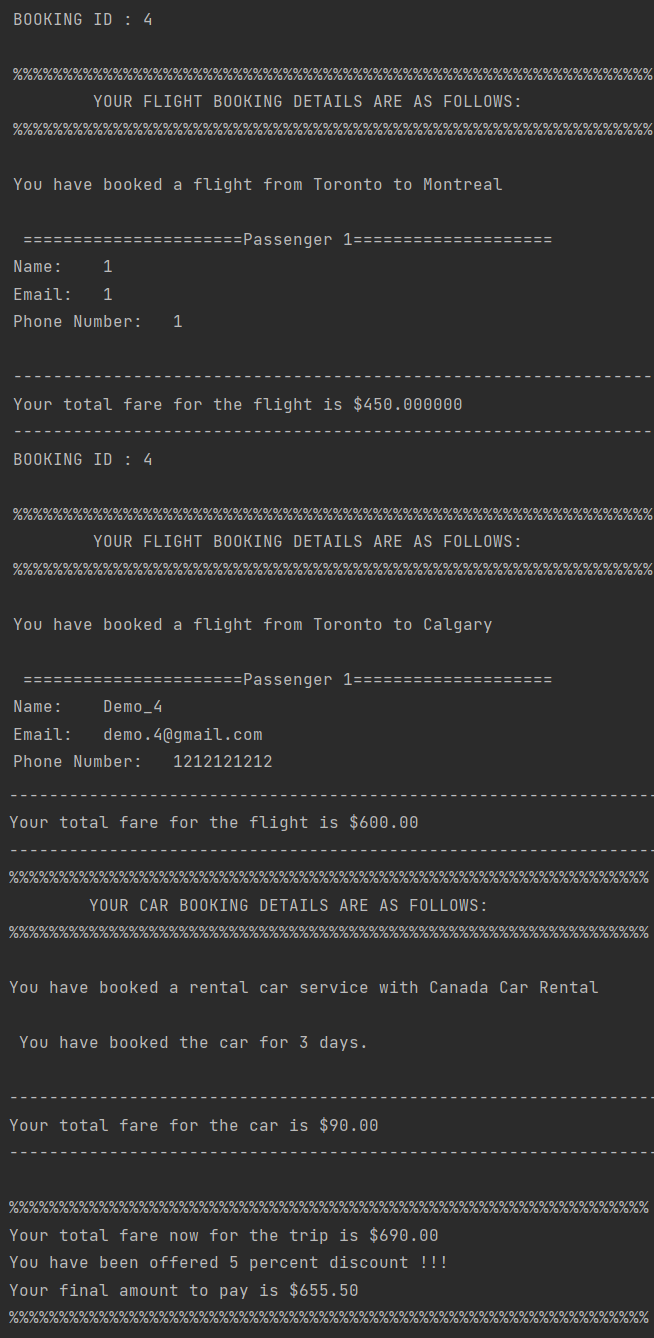 BOOKING ID : 4
%%%%%%%%%%%%%%%%%%%%%%%%%%%%%%%%%%%%%%%%%%%%%%%%%%%%%%%%%%%%%%%%
YOUR FLIGHT BOOKING DETAILS ARE AS FOLLOWS:
%%%%%%%%%%%%%%%%%%%%%%%%%%%%%%%%%%%%%%%%%%%%%%%%%%%%%%%%%%%%%%%%
You have booked a flight from Toronto to Montreal
======================Passenger 1====================
Name:    1
Email:   1
Phone Number:   1
----------------------------------------------------------------
Your total fare for the flight is $450.000000
----------------------------------------------------------------
BOOKING ID : 4
%%%%%%%%%%%%%%%%%%%%%%%%%%%%%%%%%%%%%%%%%%%%%%%%%%%%%%%%%%%%%%%%
YOUR FLIGHT BOOKING DETAILS ARE AS FOLLOWS:
%%%%%%%%%%%%%%%%%%%%%%%%%%%%%%%%%%%%%%%%%%%%%%%%%%%%%%%%%%%%%%%%
You have booked a flight from Toronto to Calgary
======================Passenger 1====================
Name:    Demo_4
Email:   demo.4@gmail.com
Phone Number:   1212121212
-----------------------------------------------------------------
Your total fare for the flight is $600.00
-----------------------------------------------------------------
%%%%%%%%%%%%%%%%%%%%%%%%%%%%%%%%%%%%%%%%%%%%%%%%%%%%%%%%%%%%%%%%
YOUR CAR BOOKING DETAILS ARE AS FOLLOWS:
%%%%%%%%%%%%%%%%%%%%%%%%%%%%%%%%%%%%%%%%%%%%%%%%%%%%%%%%%%%%%%%%
You have booked a rental car service with Canada Car Rental
You have booked the car for 3 days.
-----------------------------------------------------------------
Your total fare for the car is $90.00
-----------------------------------------------------------------
%%%%%%%%%%%%%%%%%%%%%%%%%%%%%%%%%%%%%%%%%%%%%%%%%%%%%%%%%%%%%%%%
Your total fare now for the trip is $690.00
You have been offered 5 percent discount !!!
Your final amount to pay is $655.50
%%%%%%%%%%%%%%%%%%%%%%%%%%%%%%%%%%%%%%%%%%%%%%%%%%%%%%%%%%%%%%%%